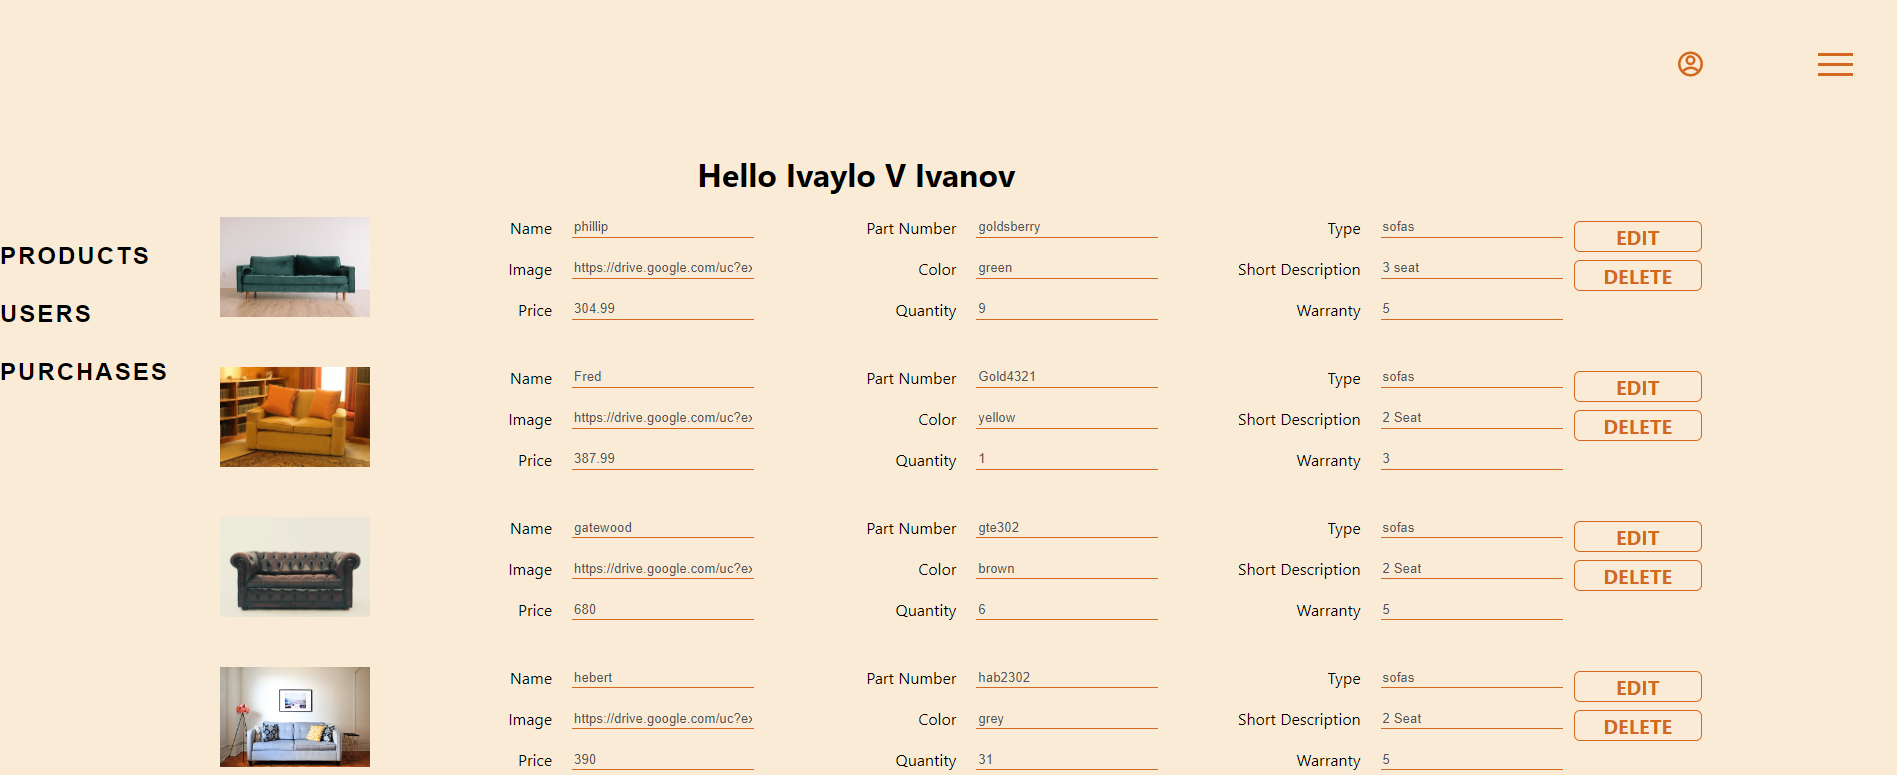 Hello Ivaylo V Ivanov
PRODUCTS
USERS
PURCHASES
Name phillip Part Number goldsberry Type sofas EDIT
Image https://drive.google.com/uc?ex Color green Short Description 3 seat DELETE
Price 304.99 Quantity 9 Warranty 5
Name Fred Part Number Gold4321 Type sofas EDIT
Image https://drive.google.com/uc?ex Color yellow Short Description 2 Seat DELETE
Price 387.99 Quantity 1 Warranty 3
Name gatewood Part Number gte302 Type sofas EDIT
Image https://drive.google.com/uc?ex Color brown Short Description 2 Seat DELETE
Price 680 Quantity 6 Warranty 5
Name hebert Part Number hab2302 Type sofas EDIT
Image https://drive.google.com/uc?ex Color grey Short Description 2 Seat DELETE
Price 390 Quantity 31 Warranty 5